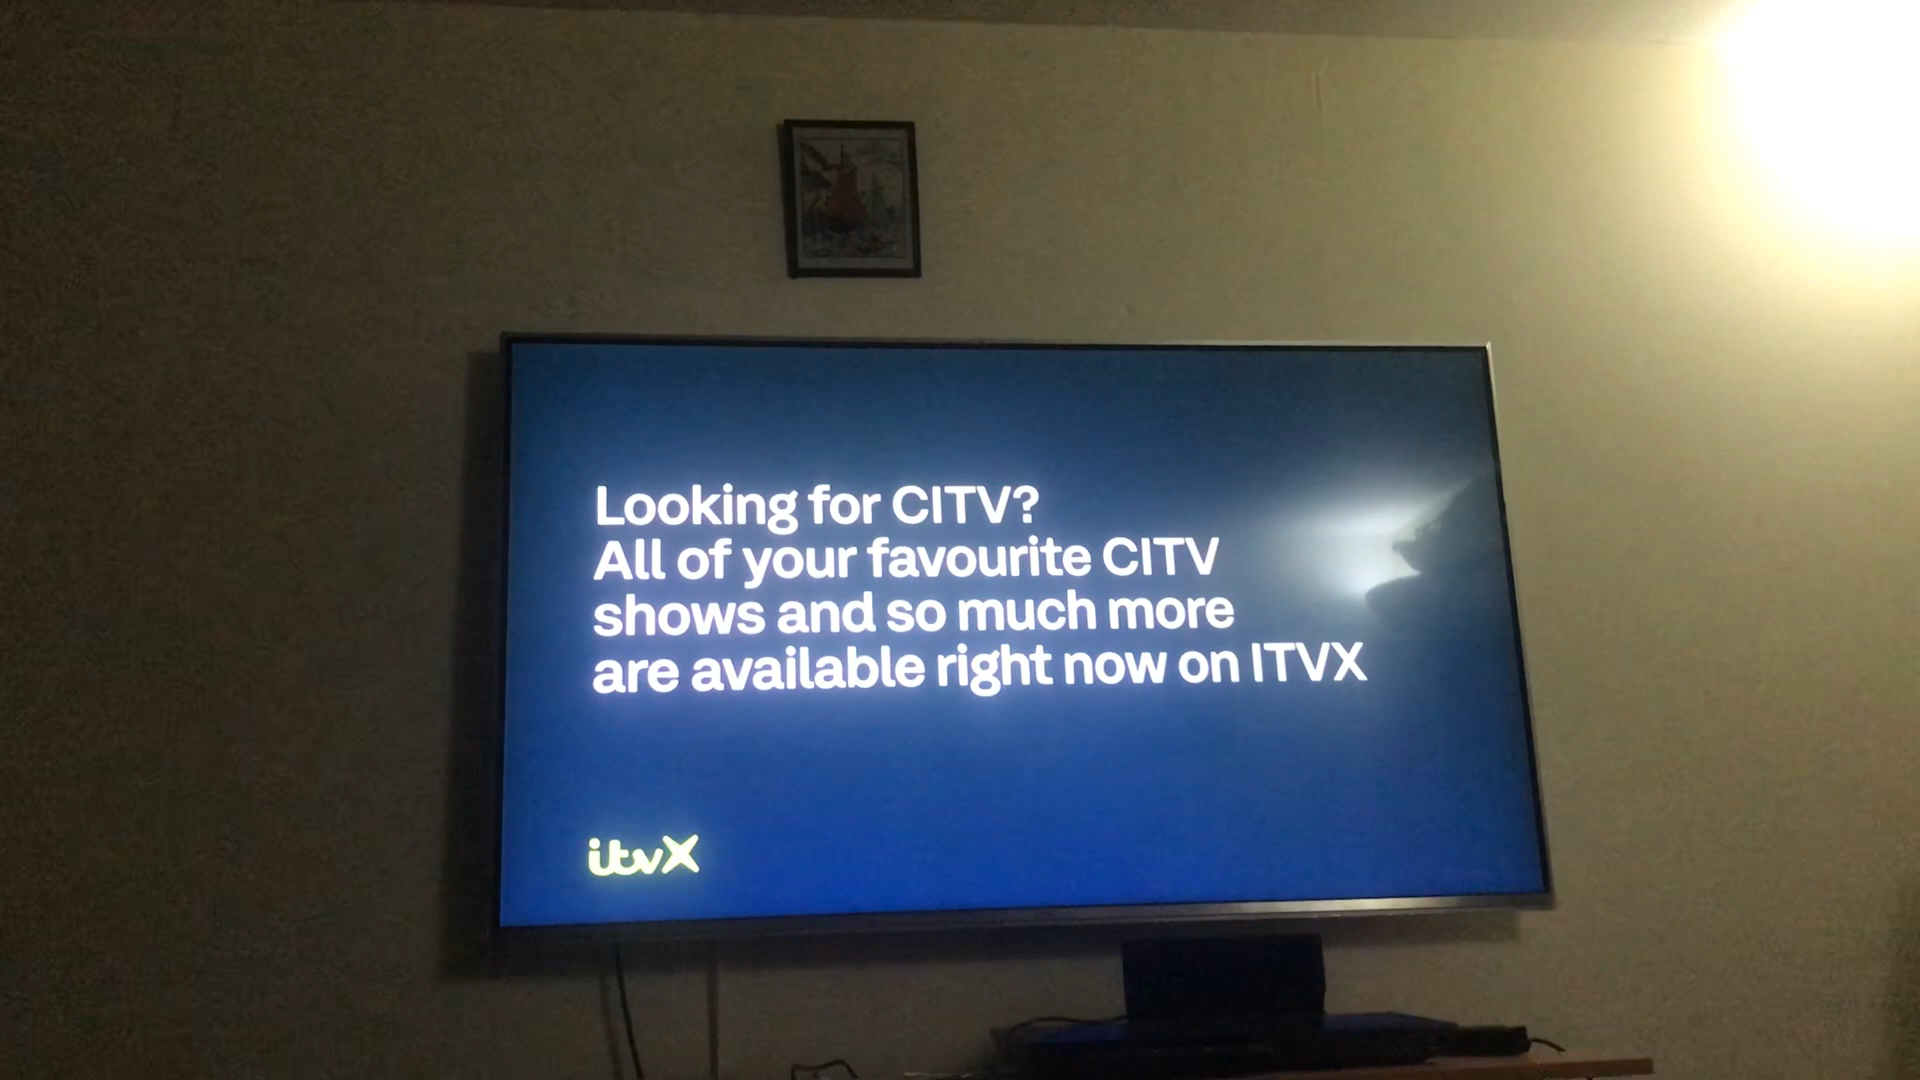 Looking for CITV?
All of your favourite CITV
shows and so much more
are available right now on ITVX
itvX